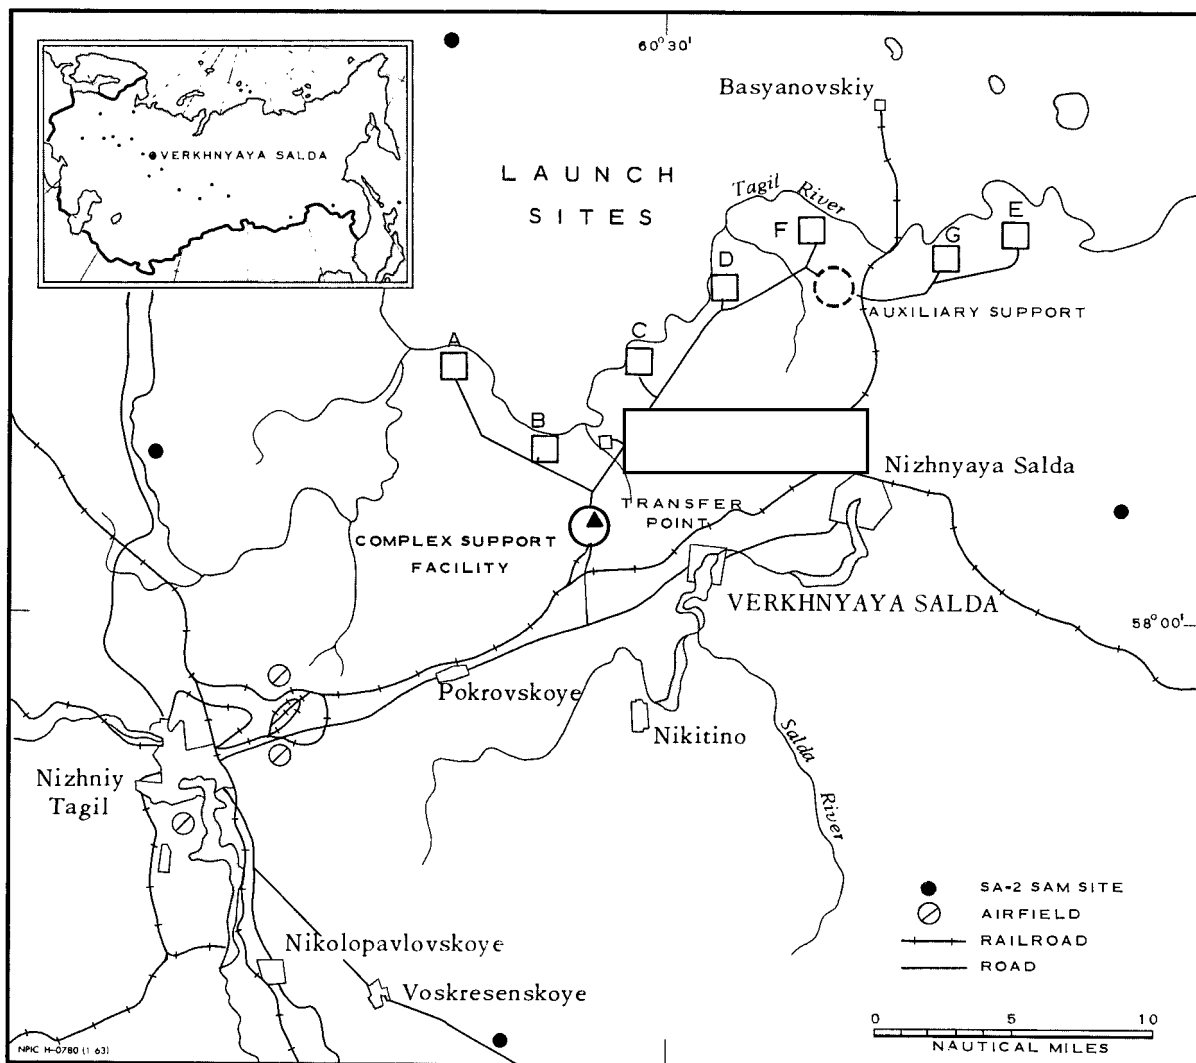 60°30'
Basyanovskiy
VERKHNYAYA SALDA
LAUNCH
SITES
Tagil River
A
B
C
D
E
F
G
AUXILIARY SUPPORT
Nizhnyaya Salda
TRANSFER
POINT
COMPLEX SUPPORT
FACILITY
VERKHNYAYA SALDA
58°00'
Pokrovskoye
Nikitino
Salda River
Nizhniy
Tagil
Nikolopavlovskoye
Voskresenskoye
SA-2 SAM SITE
AIRFIELD
RAILROAD
ROAD
0 5 10
NAUTICAL MILES
NPIC H-0780 (1 63)